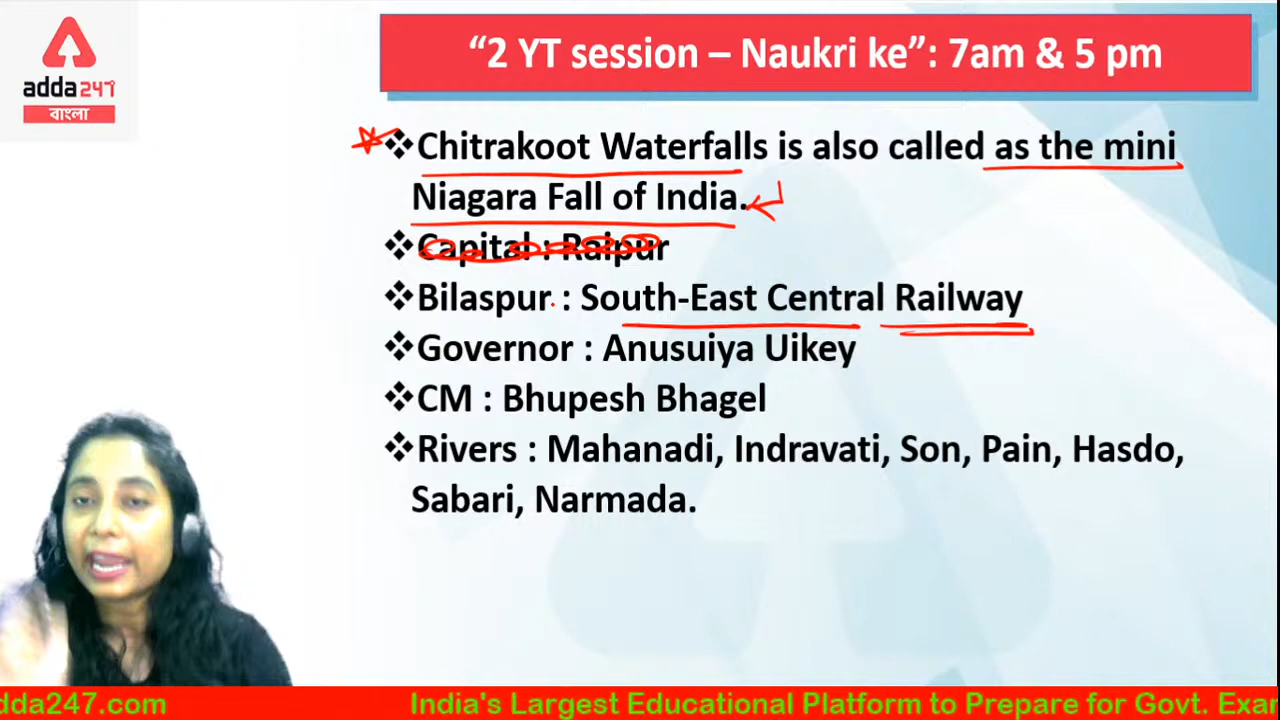 adda247
বাংলা
“2 YT session – Naukri ke”: 7am & 5 pm
❖Chitrakoot Waterfalls is also called as the mini
Niagara Fall of India.
❖Capital : Raipur
❖Bilaspur : South-East Central Railway
❖Governor : Anusuiya Uikey
❖CM : Bhupesh Bhagel
❖Rivers : Mahanadi, Indravati, Son, Pain, Hasdo,
Sabari, Narmada.
dda247.com India's Largest Educational Platform to Prepare for Govt. Exa